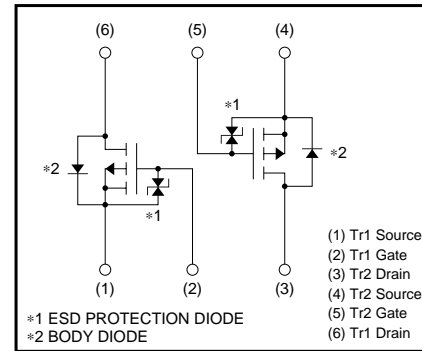 (6) (5) (4)
∗1
∗2
∗2
∗1
(1) (2) (3)
(1) Tr1 Source
(2) Tr1 Gate
(3) Tr2 Drain
(4) Tr2 Source
(5) Tr2 Gate
(6) Tr1 Drain
∗1 ESD PROTECTION DIODE
∗2 BODY DIODE